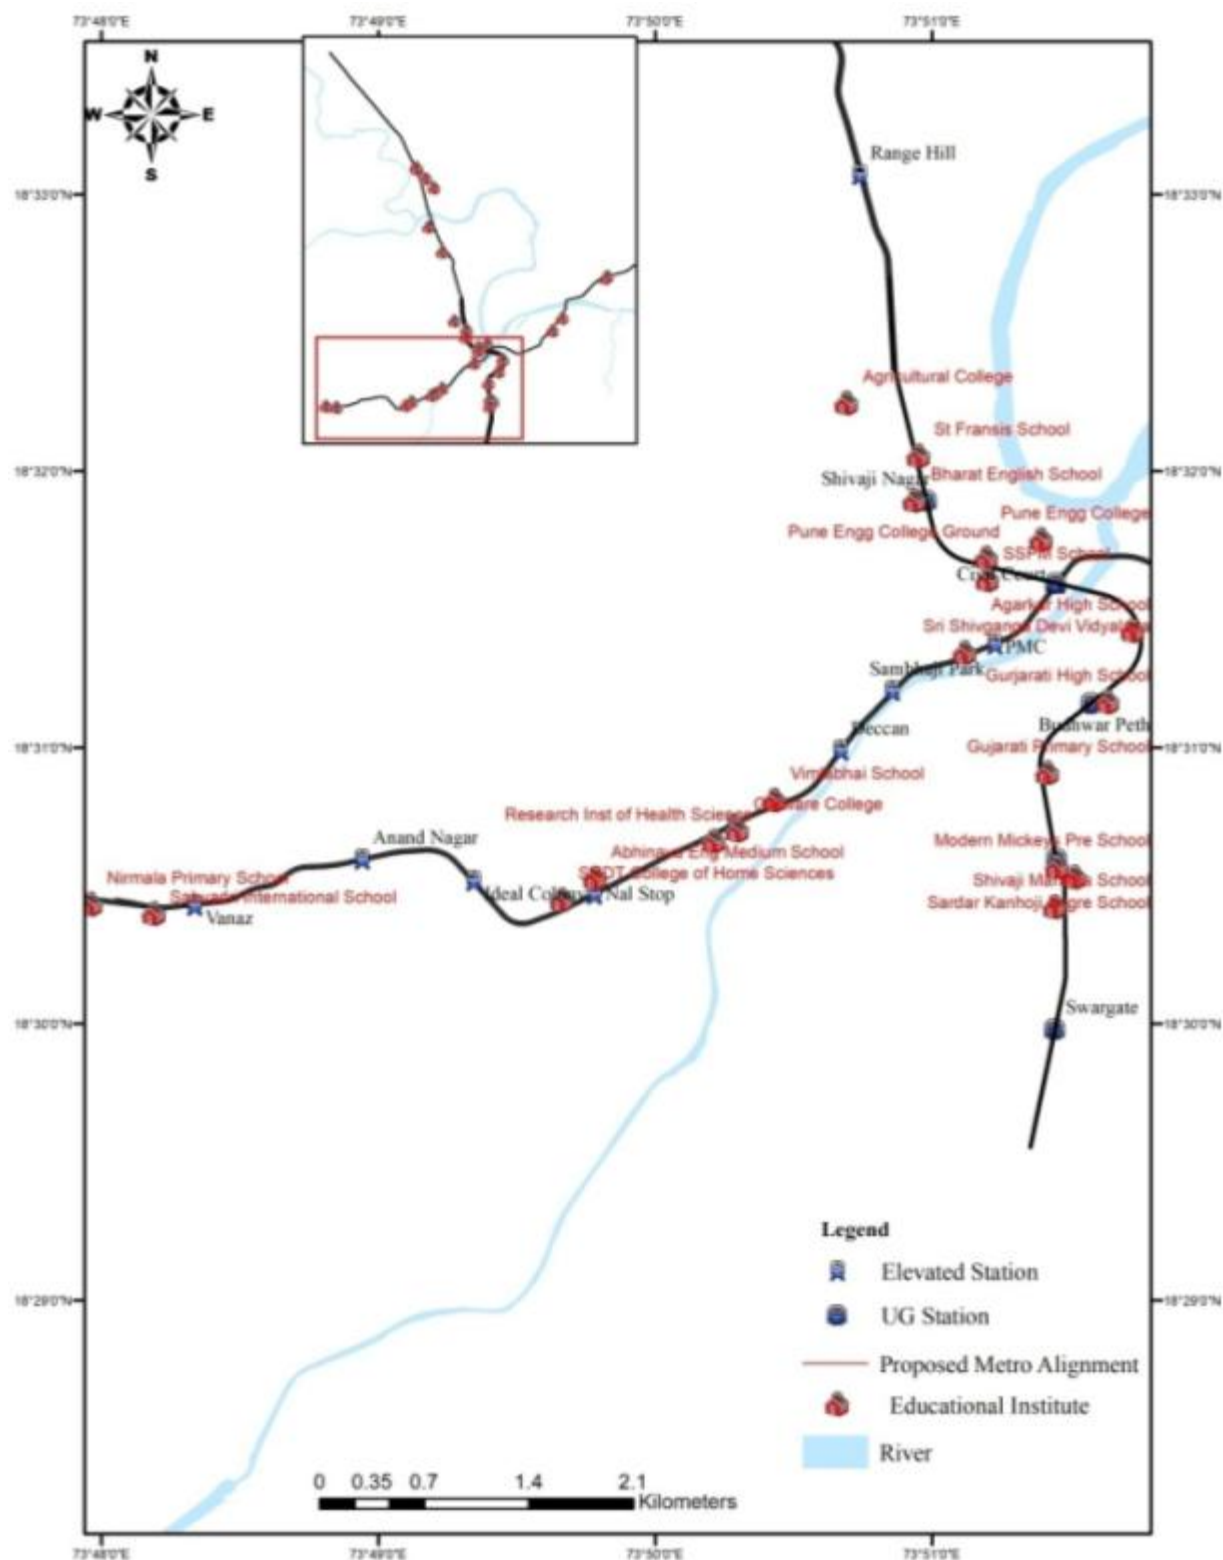 73°48'0"E 73°49'0"E 73°50'0"E 73°51'0"E
N
W E
S
Range Hill
18°33'0"N 18°33'0"N
Agricultural College
St Fransis School
18°32'0"N 18°32'0"N
Shivaji Nagar Bharat English School
Pune Engg College
Pune Engg College Ground
SSPM School
Agarkar High School
Sri Shivganga Devi
PMC
Sambhaji Park
Gurjarati High School
Deccan
Peth
18°31'0"N 18°31'0"N
Gujarati Primary School
School
College
Research Inst of Health
Anand Nagar
Modern Mickeys Pre School
Abhinava Eng Medium School
College of Home Sciences
Nirmala Primary School
Shivaji School
International School
Ideal Colony Nal Stop
Sardar Kanhoji School
Vanaz
Swargate
18°30'0"N 18°30'0"N
Legend
Elevated Station
18°29'0"N 18°29'0"N
UG Station
Proposed Metro Alignment
Educational Institute
River
0 0.35 0.7 1.4 2.1
Kilometers
73°48'0"E 73°49'0"E 73°50'0"E 73°51'0"E